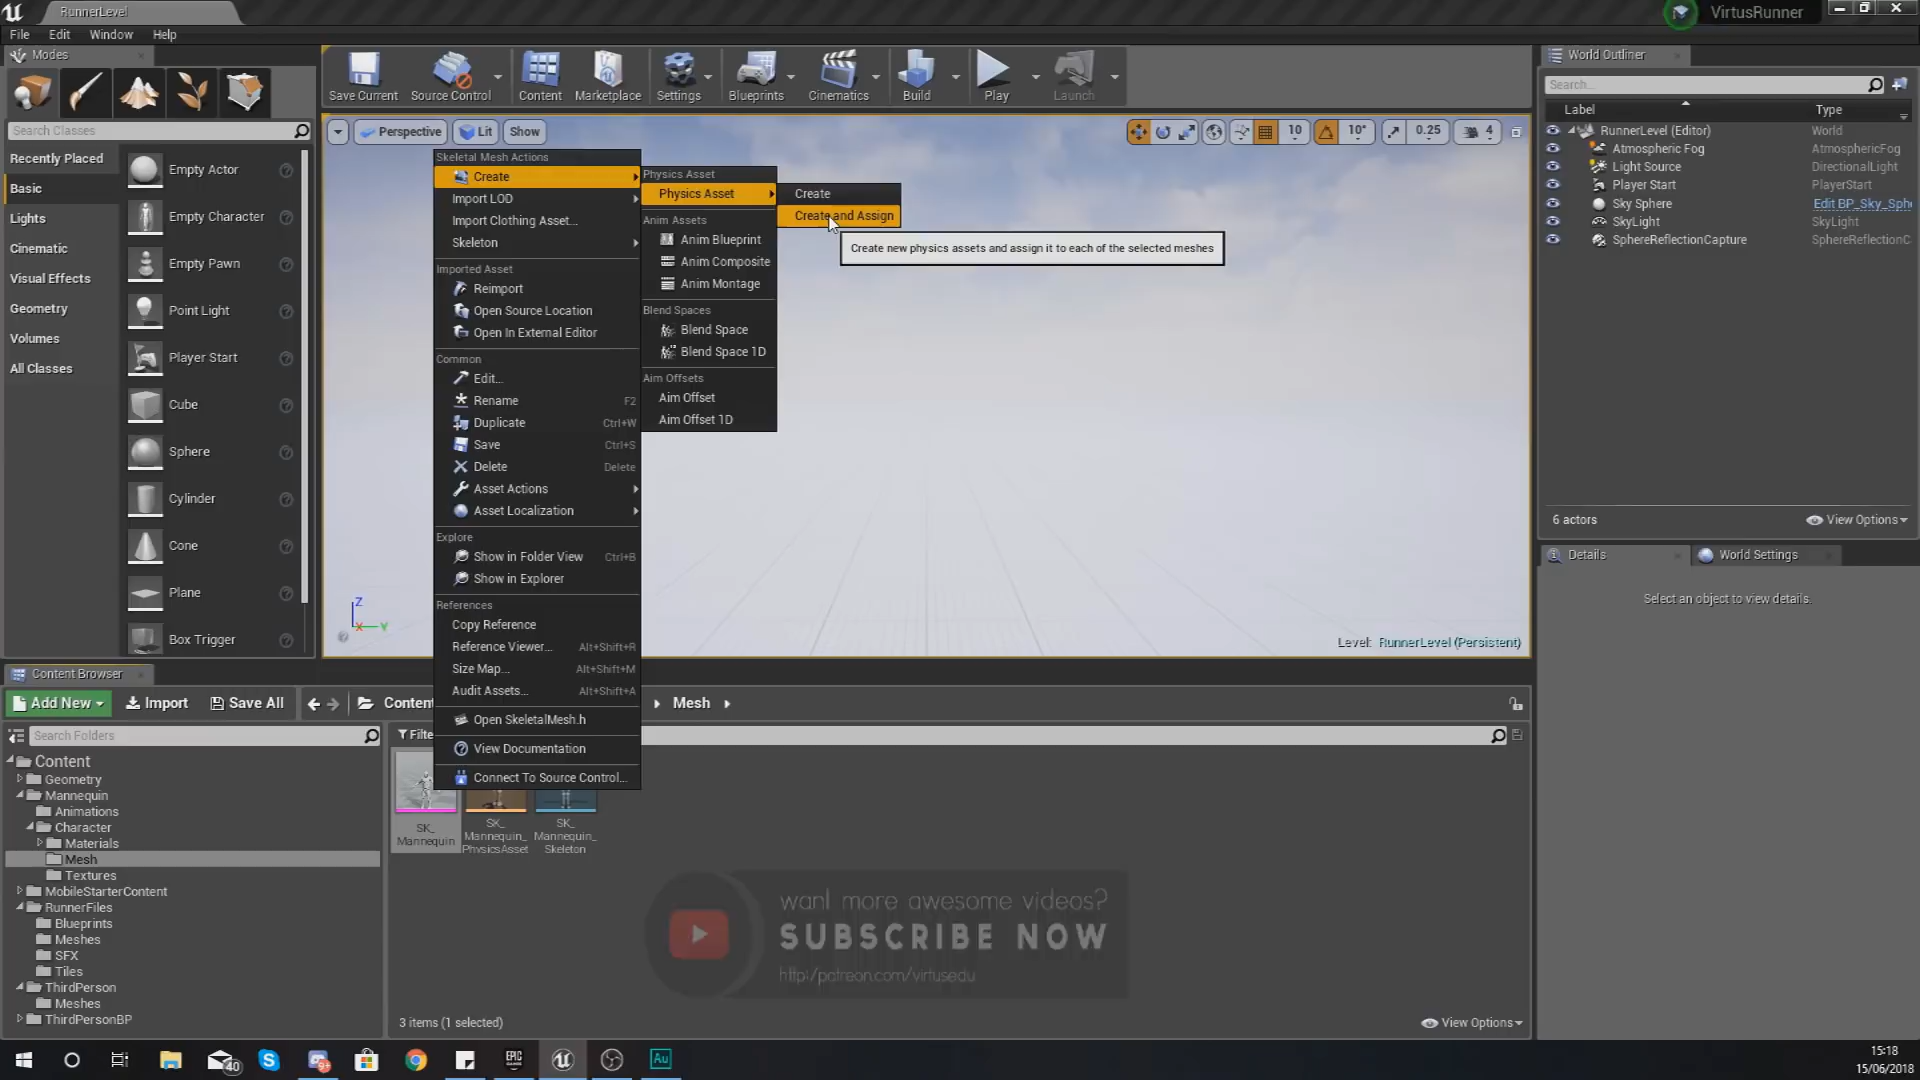 RunnerLevel
VirtusRunner
File Edit Window Help
Modes
Search Classes
Recently Placed
Basic
Lights
Cinematic
Visual Effects
Geometry
Volumes
All Classes
Empty Actor
Empty Character
Empty Pawn
Point Light
Player Start
Cube
Sphere
Cylinder
Cone
Plane
Box Trigger
Save Current
Source Control
Content
Marketplace
Settings
Blueprints
Cinematics
Build
Play
Launch
Perspective
Lit
Show
10
10°
0.25
4
Skeletal Mesh Actions
Create
Import LOD
Import Clothing Asset...
Skeleton
Imported Asset
Reimport
Open Source Location
Open In External Editor
Common
Edit...
Rename F2
Duplicate Ctrl+W
Save Ctrl+S
Delete Delete
Asset Actions
Asset Localization
Explore
Show in Folder View Ctrl+B
Show in Explorer
References
Copy Reference
Reference Viewer... Alt+Shift+R
Size Map... Alt+Shift+M
Audit Assets... Alt+Shift+A
Open SkeletalMesh.h
View Documentation
Connect To Source Control...
Physics Asset
Physics Asset
Anim Assets
Anim Blueprint
Anim Composite
Anim Montage
Blend Spaces
Blend Space
Blend Space 1D
Aim Offsets
Aim Offset
Aim Offset 1D
Create
Create and Assign
Create new physics assets and assign it to each of the selected meshes
Z
X
Y
Level: RunnerLevel (Persistent)
World Outliner
Search...
Label Type
RunnerLevel (Editor) World
Atmospheric Fog AtmosphericFog
Light Source DirectionalLight
Player Start PlayerStart
Sky Sphere Edit BP_Sky_Sph
SkyLight SkyLight
SphereReflectionCapture SphereReflectionC
6 actors
View Options
Details
World Settings
Select an object to view details.
Content Browser
Add New
Import
Save All
Conten
Mesh
Search Folders
Filte
Content
Geometry
Mannequin
Animations
Character
Materials
Mesh
Textures
MobileStarterContent
RunnerFiles
Blueprints
Meshes
SFX
Tiles
ThirdPerson
Meshes
ThirdPersonBP
SK_
Mannequin
SK_
Mannequin_
PhysicsAsset
SK_
Mannequin_
Skeleton
want more awesome videos?
SUBSCRIBE NOW
http:/patreon.com/virtusedu
3 items (1 selected)
View Options
40
9+
EPIC
GAMES
Au
15:18
15/06/2018